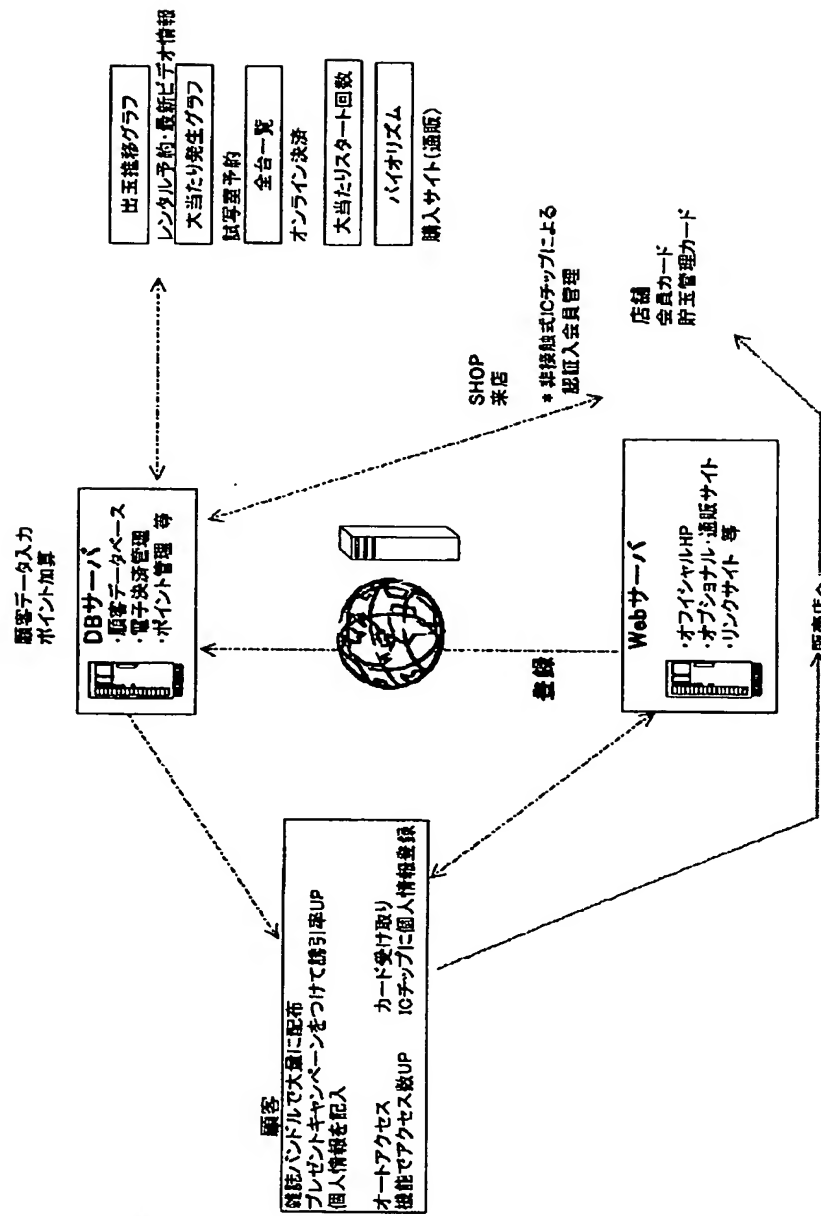 顧客
雑誌バンドルで大量に配布
プレゼントキャンペーンをつけて誘引率UP
個人情報を記入
オートアクセス
機能でアクセス数UP
カード受け取り
ICチップに個人情報登録
顧客データ入力
ポイント加算
DBサーバ
・顧客データベース
・電子決済管理
・ポイント管理 等
登録
Webサーバ
・オフィシャルHP
・オプショナル・通販サイト
・リンクサイト 等
出玉推移グラフ
レンタル予約・最新ビデオ情報
大当たり発生グラフ
試写室予約
全台一覧
オンライン決済
大当たりスタート回数
バイオリズム
購入サイト(通販)
SHOP
来店
*非接触式ICチップによる
認証入会員管理
店舗
会員カード
貯玉管理カード
販売店へ